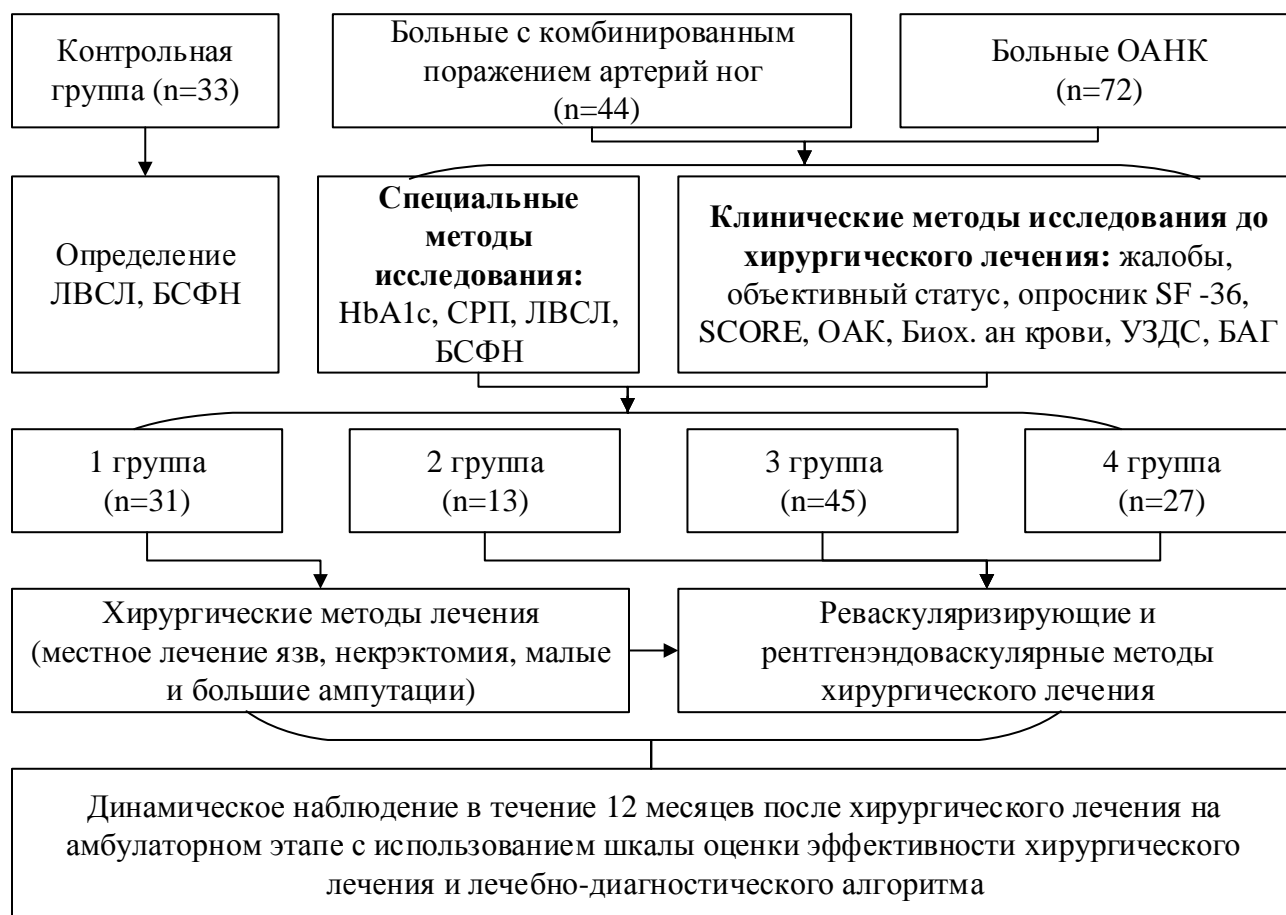 Контрольная
группа (n=33)
Больные с комбинированным
поражением артерий ног
(n=44)
Больные ОАНК
(n=72)
Определение
ЛВСЛ, БСФН
Специальные
методы
исследования:
HbA1c, СРП, ЛВСЛ,
БСФН
Клинические методы исследования до
хирургического лечения: жалобы,
объективный статус, опросник SF -36,
SCORE, ОАК, Биох. ан крови, УЗДС, БАГ
1 группа
(n=31)
2 группа
(n=13)
3 группа
(n=45)
4 группа
(n=27)
Хирургические методы лечения
(местное лечение язв, некрэктомия, малые
и большие ампутации)
Реваскуляризирующие и
рентгенэндоваскулярные методы
хирургического лечения
Динамическое наблюдение в течение 12 месяцев после хирургического лечения на
амбулаторном этапе с использованием шкалы оценки эффективности хирургического
лечения и лечебно-диагностического алгоритма